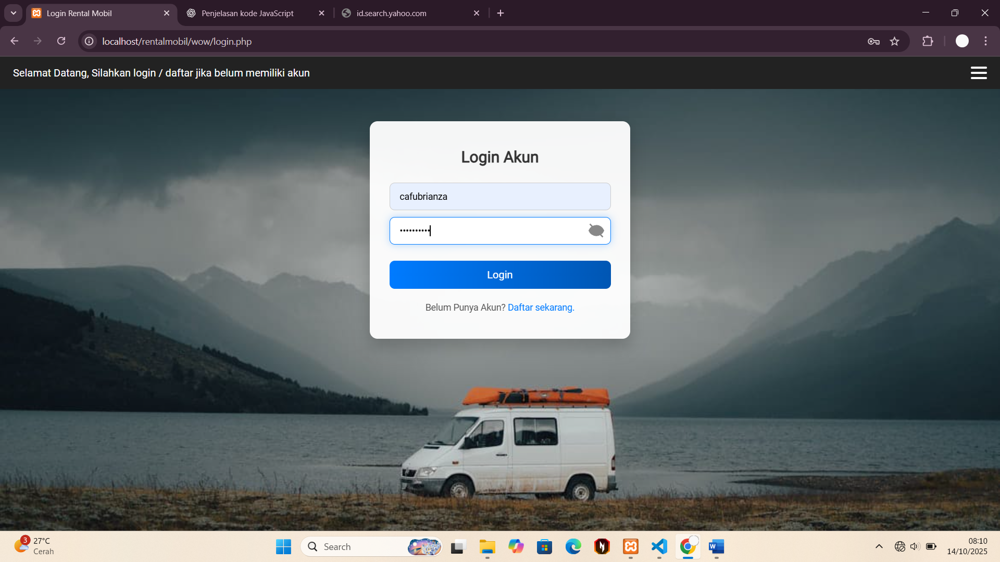 Login Rental Mobil
Penjelasan kode JavaScript
id.search.yahoo.com
localhost/rentalmobil/wow/login.php
Selamat Datang, Silahkan login / daftar jika belum memiliki akun
Login Akun
cafubrianza
••••••••••
Login
Belum Punya Akun? Daftar sekarang.
3
27°C
Cerah
Search
08:10
14/10/2025